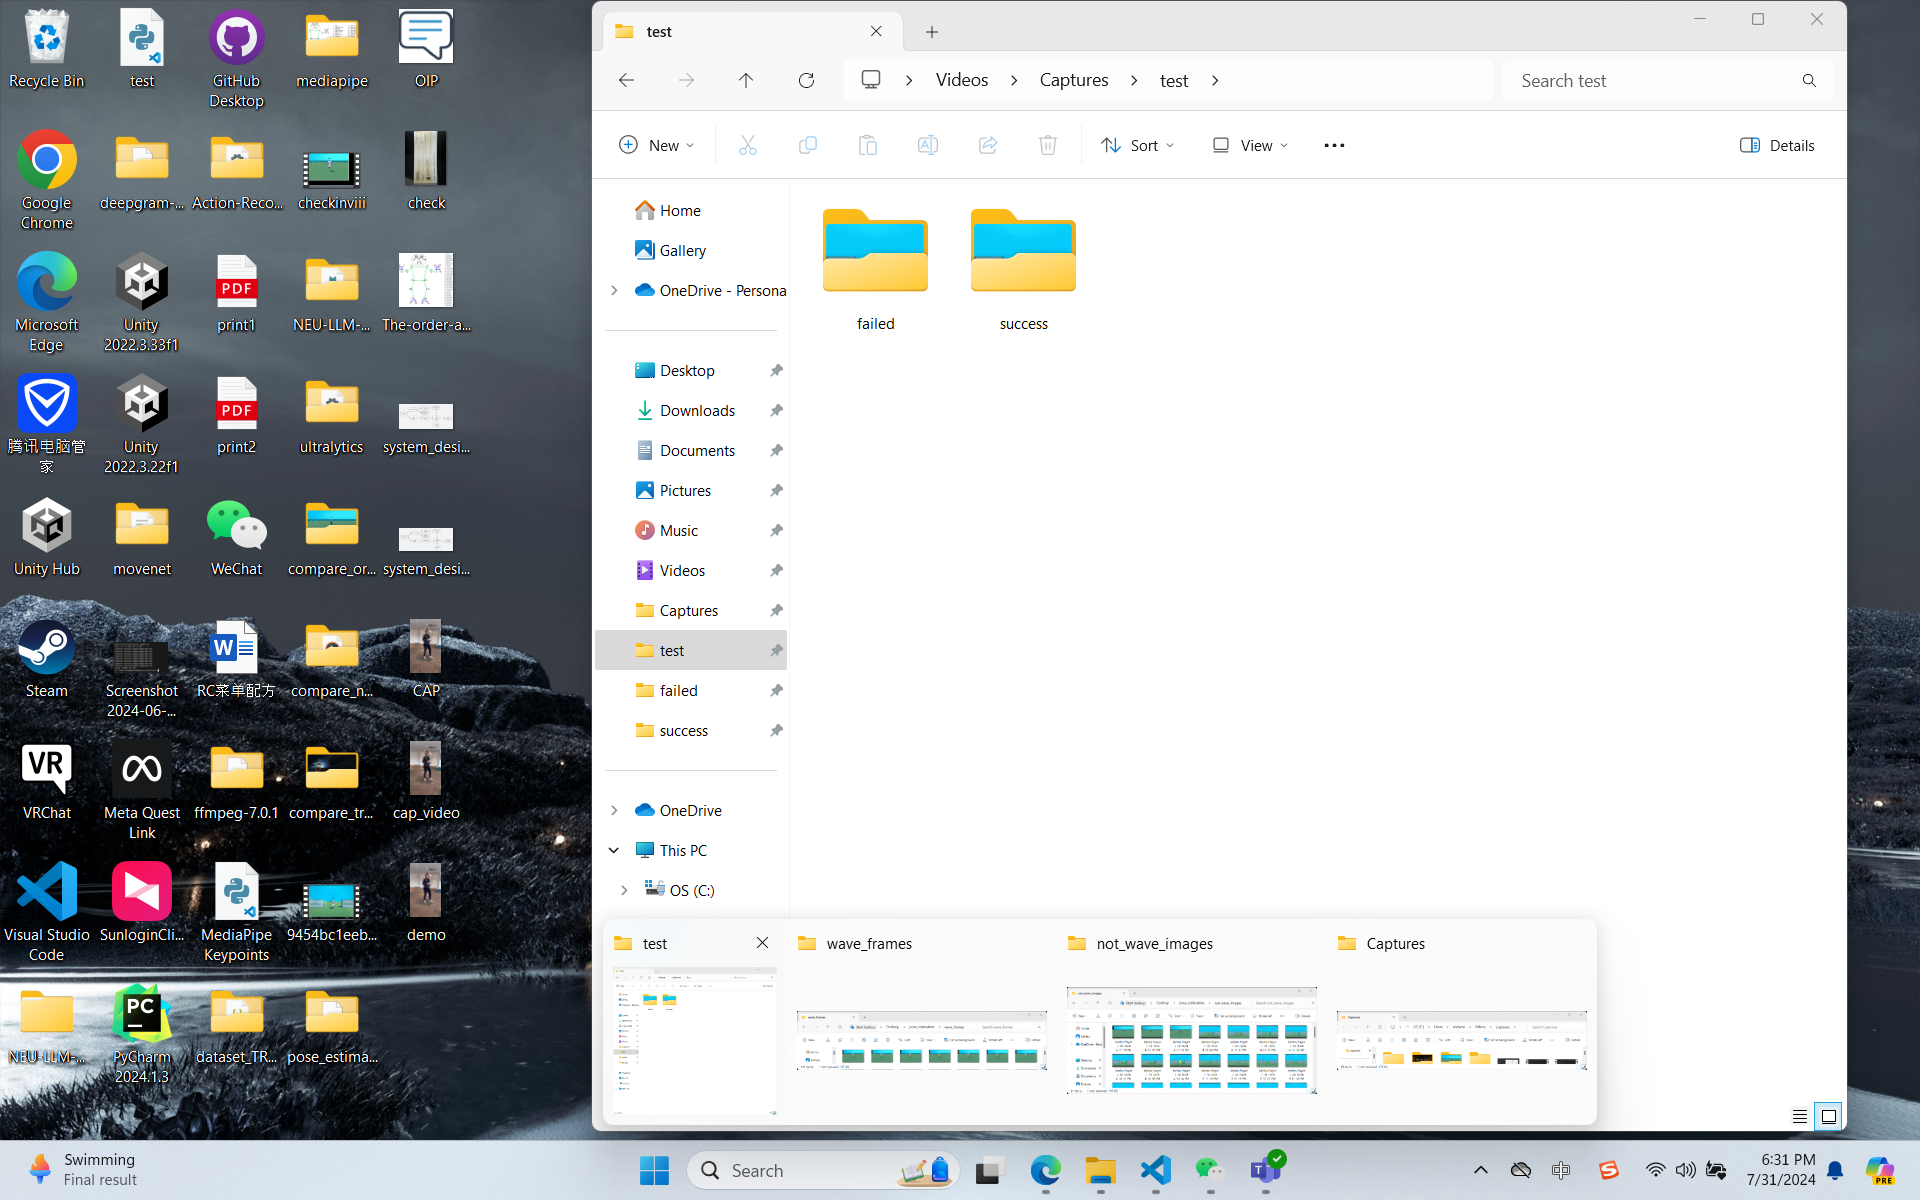 Recycle Bin
test
GitHub
Desktop
mediapipe
OIP
Google
Chrome
deepgram-...
Action-Reco...
checkinviii
check
Microsoft
Edge
Unity
2022.3.33f1
print1
NEU-LLM-...
The-order-a...
腾讯电脑管
家
Unity
2022.3.22f1
print2
ultralytics
system_desi...
Unity Hub
movenet
WeChat
compare_or...
system_desi...
Steam
Screenshot
2024-06-...
RC菜单配方
compare_n...
CAP
VRChat
Meta Quest
Link
ffmpeg-7.0.1
compare_tr...
cap_video
Visual Studio
Code
SunloginCli...
MediaPipe
Keypoints
9454bc1eeb...
demo
NEU-LLM-...
PyCharm
2024.1.3
dataset_TR...
pose_estima...
test
Videos
Captures
test
Search test
New
Sort
View
Details
Home
Gallery
OneDrive - Persona
Desktop
Downloads
Documents
Pictures
Music
Videos
Captures
test
failed
success
OneDrive
This PC
OS (C:)
failed
success
test
wave_frames
not_wave_images
Captures
Swimming
Final result
Search
6:31 PM
7/31/2024